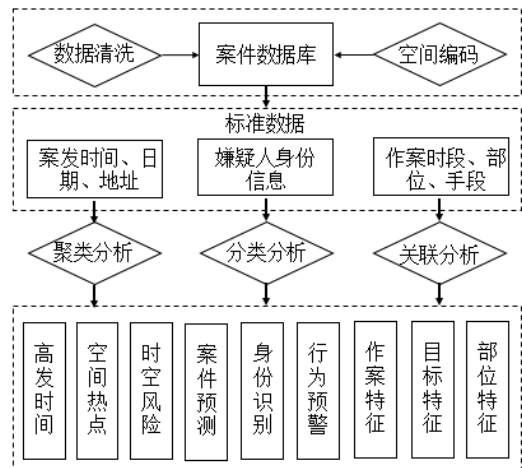 数据清洗
案件数据库
空间编码
标准数据
案发时间、日
期、地址
嫌疑人身份
信息
作案时段、部
位、手段
聚类分析
分类分析
关联分析
高发时间
空间热点
时空风险
案件预测
身份识别
行为预警
作案特征
目标特征
部位特征